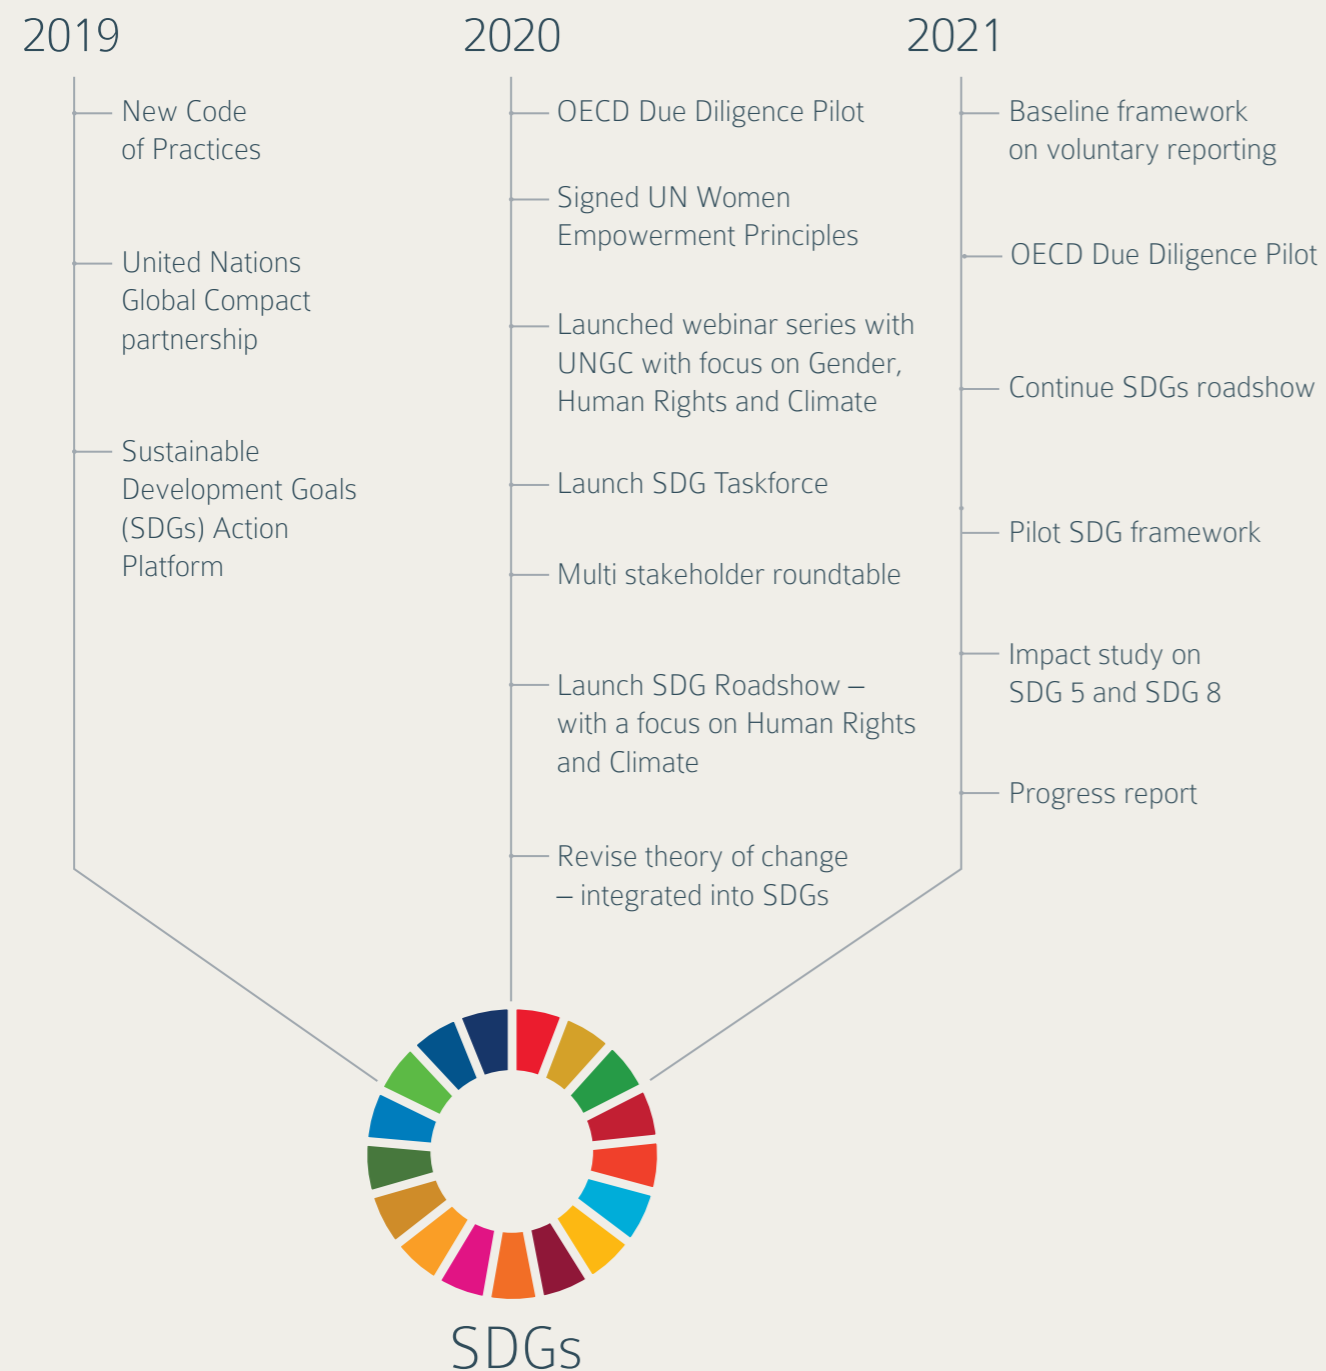 2019
New Code
of Practices
United Nations
Global Compact
partnership
Sustainable
Development Goals
(SDGs) Action
Platform
2020
OECD Due Diligence Pilot
Signed UN Women
Empowerment Principles
Launched webinar series with
UNGC with focus on Gender,
Human Rights and Climate
Launch SDG Taskforce
Multi stakeholder roundtable
Launch SDG Roadshow –
with a focus on Human Rights
and Climate
Revise theory of change
– integrated into SDGs
2021
Baseline framework
on voluntary reporting
OECD Due Diligence Pilot
Continue SDGs roadshow
Pilot SDG framework
Impact study on
SDG 5 and SDG 8
Progress report
SDGs